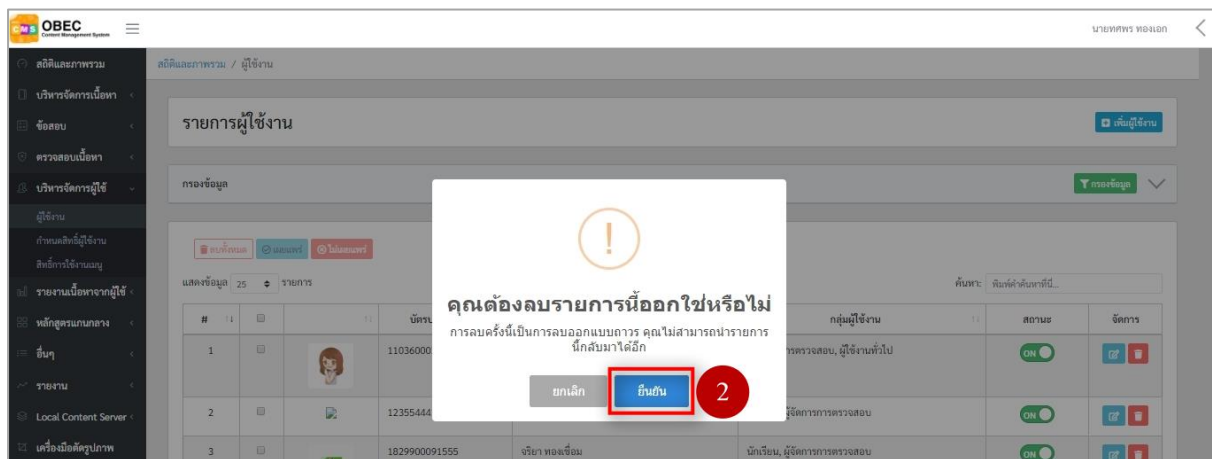 CMS OBEC
Content Management System
นายทศพร ทองเอก
สถิติและภาพรวม
บริหารจัดการเนื้อหา
ข้อสอบ
ตรวจสอบเนื้อหา
บริหารจัดการผู้ใช้
ผู้ใช้งาน
กำหนดสิทธิ์ผู้ใช้งาน
สิทธิ์การใช้งานเมนู
รายงานเนื้อหาจากผู้ใช้
หลักสูตรแกนกลาง
อื่นๆ
รายงาน
Local Content Server
เครื่องมือตัดรูปภาพ
สถิติและภาพรวม / ผู้ใช้งาน
รายการผู้ใช้งาน
เพิ่มผู้ใช้งาน
กรองข้อมูล
กรองข้อมูล
ลบทั้งหมด เผยแพร่ ไม่เผยแพร่
แสดงข้อมูล 25 รายการ
ค้นหา: พิมพ์คำค้นหาที่นี่...
# กลุ่มผู้ใช้งาน สถานะ จัดการ
1 1103600 การตรวจสอบ, ผู้ใช้งานทั่วไป ON
2 12355444 ผู้จัดการการตรวจสอบ ON
3 1829900091555 จริยา ทองเชื่อม นักเรียน, ผู้จัดการการตรวจสอบ ON
!
คุณต้องลบรายการนี้ออกใช่หรือไม่
การลบครั้งนี้เป็นการลบออกแบบถาวร คุณไม่สามารถนำรายการ
นี้กลับมาได้อีก
ยกเลิก ยืนยัน 2